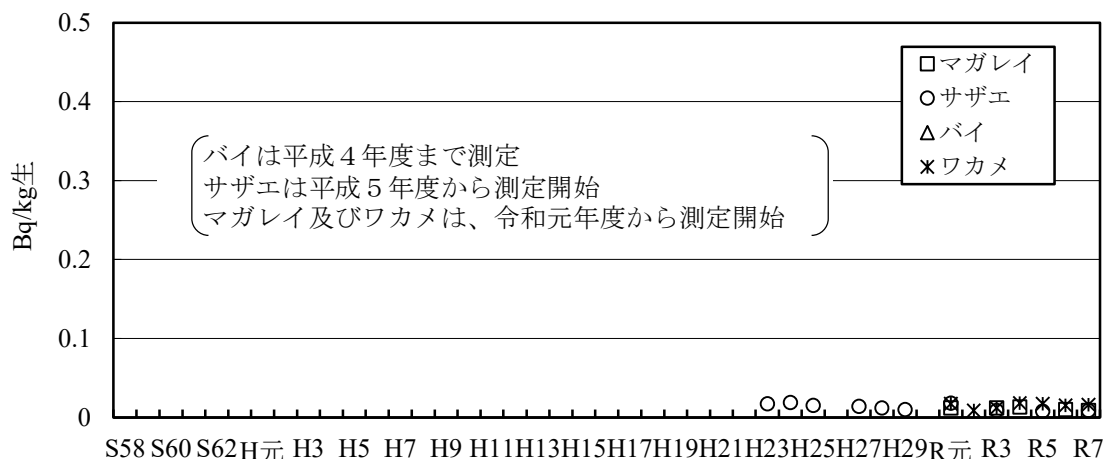 0.5
0.4
0.3
0.2
0.1
0
Bq/kg生
マガレイ
サザエ
バイ
ワカメ
バイは平成４年度まで測定
サザエは平成５年度から測定開始
マガレイ及びワカメは、令和元年度から測定開始
S58 S60 S62 H元 H3 H5 H7 H9 H11 H13 H15 H17 H19 H21 H23 H25 H27 H29 R元 R3 R5 R7